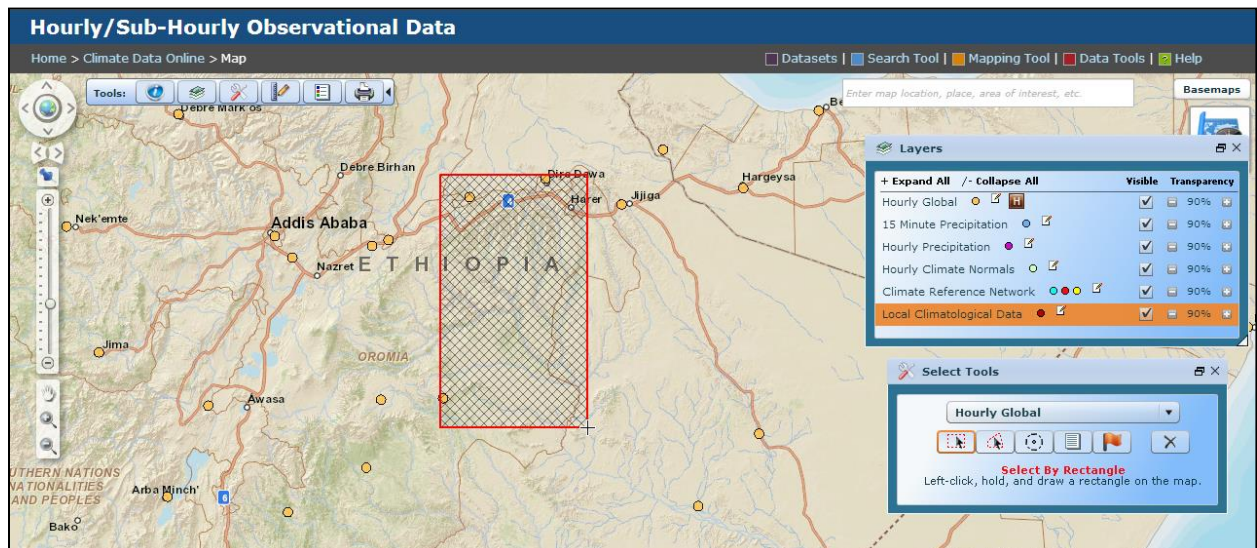 Hourly/Sub-Hourly Observational Data
Home > Climate Data Online > Map
Datasets | Search Tool | Mapping Tool | Data Tools | Help
Tools:
Enter map location, place, area of interest, etc.
Basemaps
Debre Mark'os
Debre Birhan
Dire Dawa
Hargeysa
Be
Nek'emte
Addis Ababa
4
Harer
Jijiga
Nazret
ETHIOPIA
Jima
OROMIA
Awasa
UTHERN NATIONS
NATIONALITIES
AND PEOPLES
Arba Minch'
6
Bako
Layers
+ Expand All /- Collapse All Visible Transparency
Hourly Global H 90%
15 Minute Precipitation 90%
Hourly Precipitation 90%
Hourly Climate Normals 90%
Climate Reference Network 90%
Local Climatological Data 90%
Select Tools
Hourly Global
Select By Rectangle
Left-click, hold, and draw a rectangle on the map.